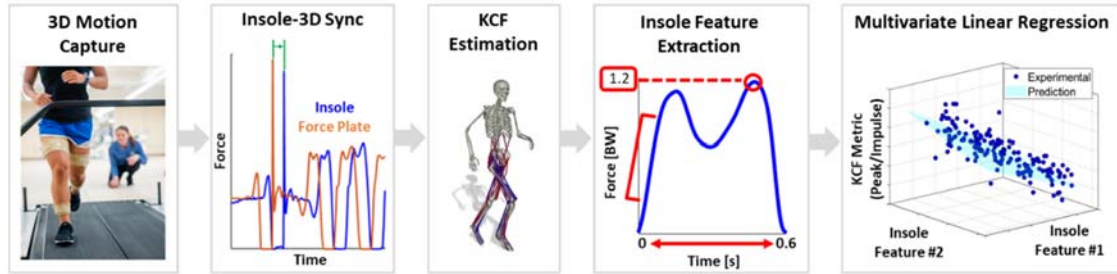 3D Motion
Capture
Insole-3D Sync
Force
Insole
Force Plate
Time
KCF
Estimation
Insole Feature
Extraction
1.2
Force [BW]
0
0.6
Time [s]
Multivariate Linear Regression
Experimental
Prediction
KCF Metric
(Peak/Impulse)
Insole
Feature #2
Insole
Feature #1